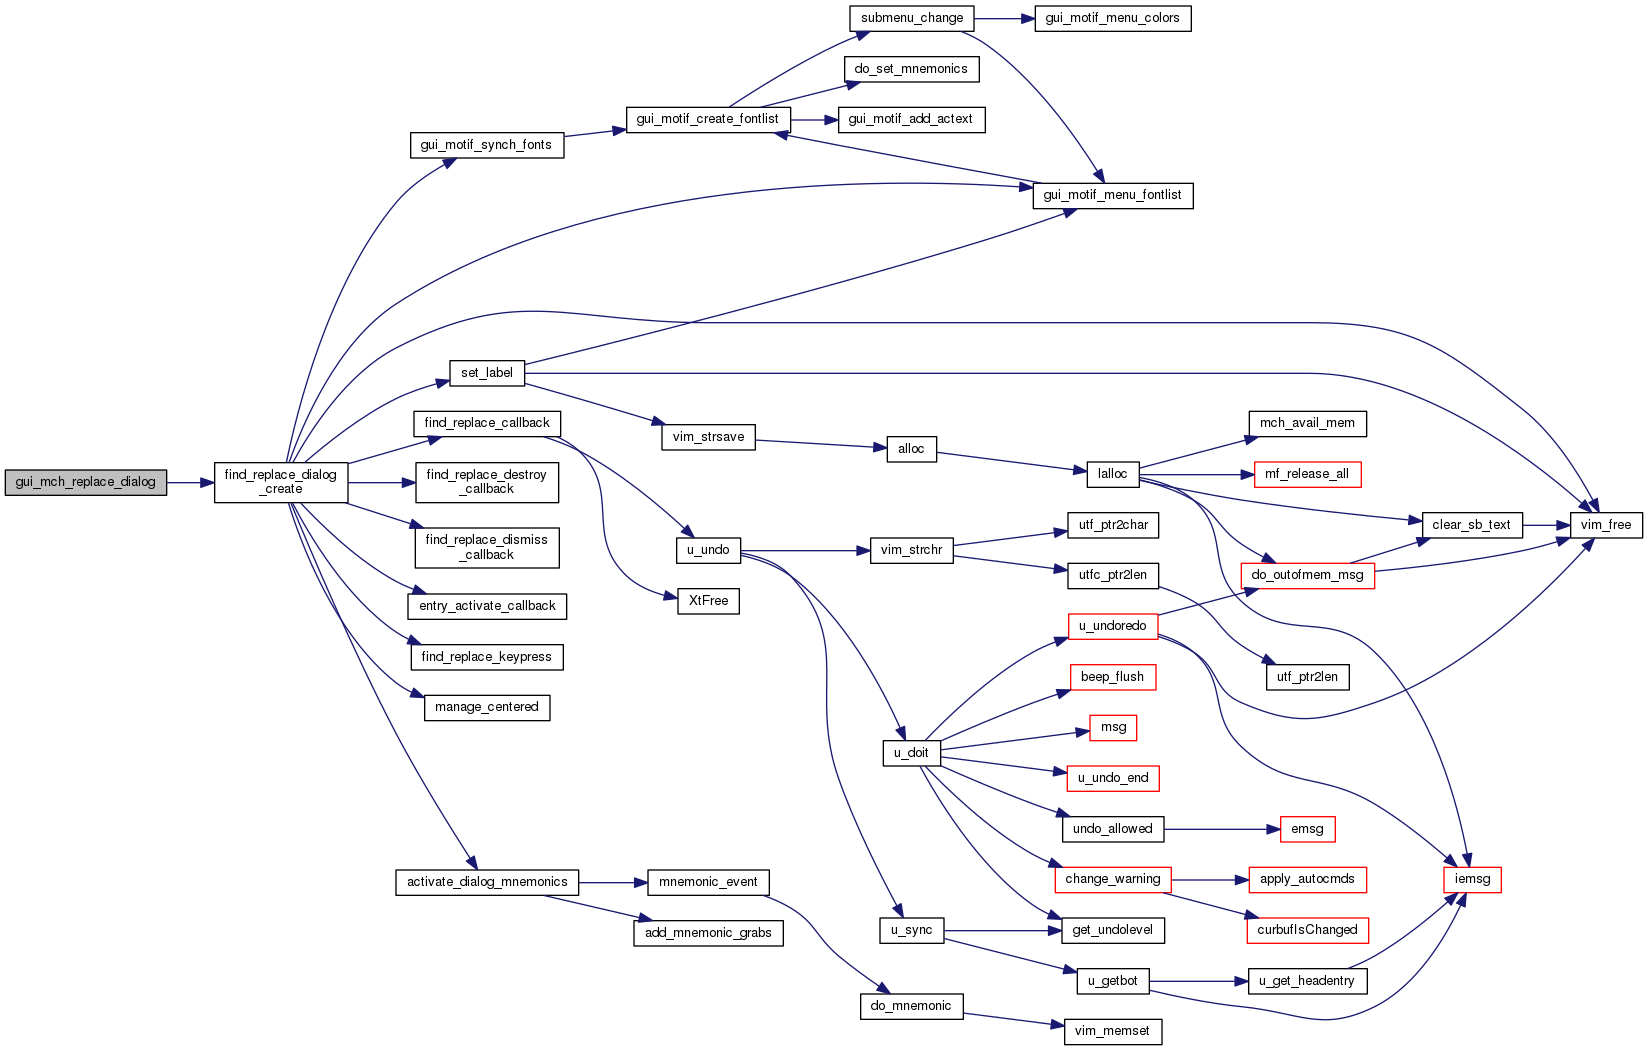 submenu_change
gui_motif_menu_colors
do_set_mnemonics
gui_motif_create_fontlist
gui_motif_add_actext
gui_motif_synch_fonts
gui_motif_menu_fontlist
set_label
find_replace_callback
mch_avail_mem
vim_strsave
alloc
gui_mch_replace_dialog
find_replace_dialog
_create
find_replace_destroy
_callback
lalloc
mf_release_all
clear_sb_text
vim_free
find_replace_dismiss
_callback
u_undo
vim_strchr
utf_ptr2char
utfc_ptr2len
do_outofmem_msg
entry_activate_callback
XtFree
u_undoredo
find_replace_keypress
beep_flush
utf_ptr2len
manage_centered
msg
u_doit
u_undo_end
undo_allowed
emsg
activate_dialog_mnemonics
mnemonic_event
change_warning
apply_autocmds
iemsg
add_mnemonic_grabs
u_sync
get_undolevel
curbufIsChanged
u_getbot
u_get_headentry
do_mnemonic
vim_memset